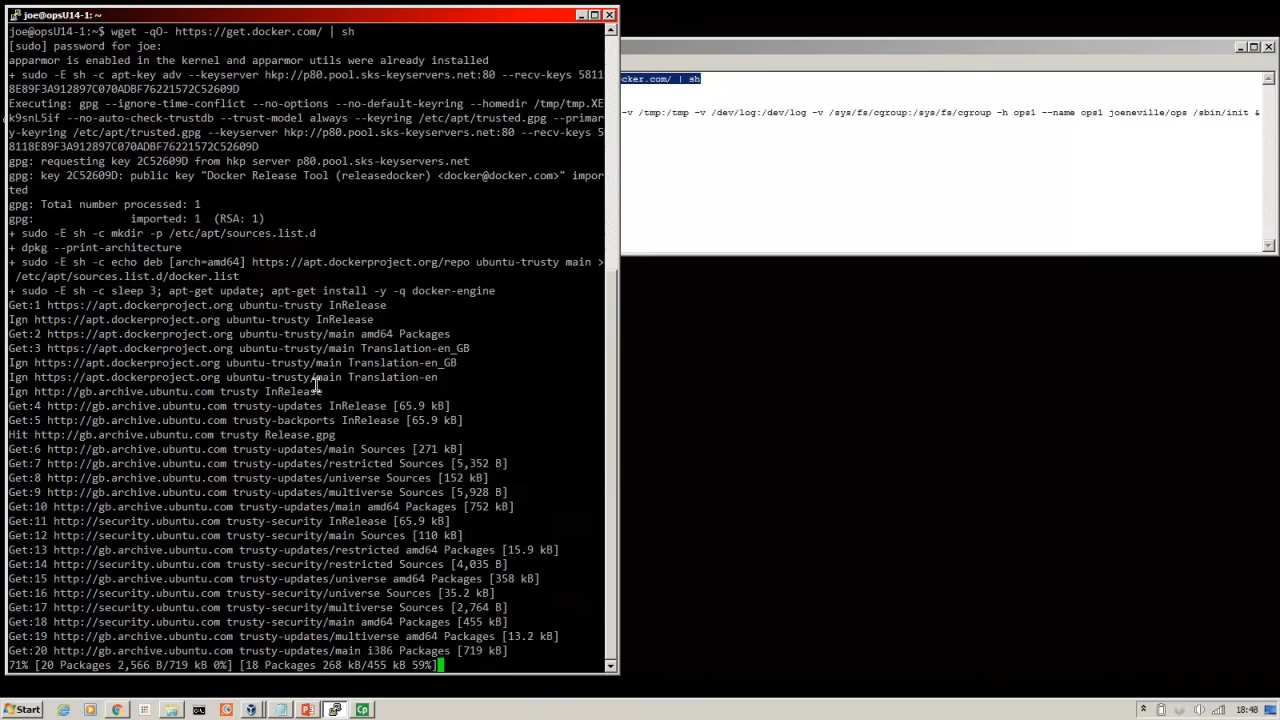 joe@opsU14-1: ~
joe@opsU14-1:~$ wget -qO- https://get.docker.com/ | sh
[sudo] password for joe:
apparmor is enabled in the kernel and apparmor utils were already installed
+ sudo -E sh -c apt-key adv --keyserver hkp://p80.pool.sks-keyservers.net:80 --recv-keys 5811
8E89F3A912897C070ADBF76221572C52609D
Executing: gpg --ignore-time-conflict --no-options --no-default-keyring --homedir /tmp/tmp.XE
k9snL5if --no-auto-check-trustdb --trust-model always --keyring /etc/apt/trusted.gpg --primar
y-keyring /etc/apt/trusted.gpg --keyserver hkp://p80.pool.sks-keyservers.net:80 --recv-keys 5
8118E89F3A912897C070ADBF76221572C52609D
gpg: requesting key 2C52609D from hkp server p80.pool.sks-keyservers.net
gpg: key 2C52609D: public key "Docker Release Tool (releasedocker) <docker@docker.com>" impor
ted
gpg: Total number processed: 1
gpg:               imported: 1  (RSA: 1)
+ sudo -E sh -c mkdir -p /etc/apt/sources.list.d
+ dpkg --print-architecture
+ sudo -E sh -c echo deb [arch=amd64] https://apt.dockerproject.org/repo ubuntu-trusty main >
 /etc/apt/sources.list.d/docker.list
+ sudo -E sh -c sleep 3; apt-get update; apt-get install -y -q docker-engine
Get:1 https://apt.dockerproject.org ubuntu-trusty InRelease
Ign https://apt.dockerproject.org ubuntu-trusty InRelease
Get:2 https://apt.dockerproject.org ubuntu-trusty/main amd64 Packages
Get:3 https://apt.dockerproject.org ubuntu-trusty/main Translation-en_GB
Ign https://apt.dockerproject.org ubuntu-trusty/main Translation-en_GB
Ign https://apt.dockerproject.org ubuntu-trusty/main Translation-en
Ign http://gb.archive.ubuntu.com trusty InRelease
Get:4 http://gb.archive.ubuntu.com trusty-updates InRelease [65.9 kB]
Get:5 http://gb.archive.ubuntu.com trusty-backports InRelease [65.9 kB]
Hit http://gb.archive.ubuntu.com trusty Release.gpg
Get:6 http://gb.archive.ubuntu.com trusty-updates/main Sources [271 kB]
Get:7 http://gb.archive.ubuntu.com trusty-updates/restricted Sources [5,352 B]
Get:8 http://gb.archive.ubuntu.com trusty-updates/universe Sources [152 kB]
Get:9 http://gb.archive.ubuntu.com trusty-updates/multiverse Sources [5,928 B]
Get:10 http://gb.archive.ubuntu.com trusty-updates/main amd64 Packages [752 kB]
Get:11 http://security.ubuntu.com trusty-security InRelease [65.9 kB]
Get:12 http://security.ubuntu.com trusty-security/main Sources [110 kB]
Get:13 http://gb.archive.ubuntu.com trusty-updates/restricted amd64 Packages [15.9 kB]
Get:14 http://security.ubuntu.com trusty-security/restricted Sources [4,035 B]
Get:15 http://gb.archive.ubuntu.com trusty-updates/universe amd64 Packages [358 kB]
Get:16 http://security.ubuntu.com trusty-security/universe Sources [35.2 kB]
Get:17 http://security.ubuntu.com trusty-security/multiverse Sources [2,764 B]
Get:18 http://security.ubuntu.com trusty-security/main amd64 Packages [455 kB]
Get:19 http://gb.archive.ubuntu.com trusty-updates/multiverse amd64 Packages [13.2 kB]
Get:20 http://gb.archive.ubuntu.com trusty-updates/main i386 Packages [719 kB]
71% [20 Packages 2,566 B/719 kB 0%] [18 Packages 268 kB/455 kB 59%]
cker.com/ | sh
-v /tmp:/tmp -v /dev/log:/dev/log -v /sys/fs/cgroup:/sys/fs/cgroup -h ops1 --name ops1 joeneville/ops /sbin/init &
Start
Cp
18:48